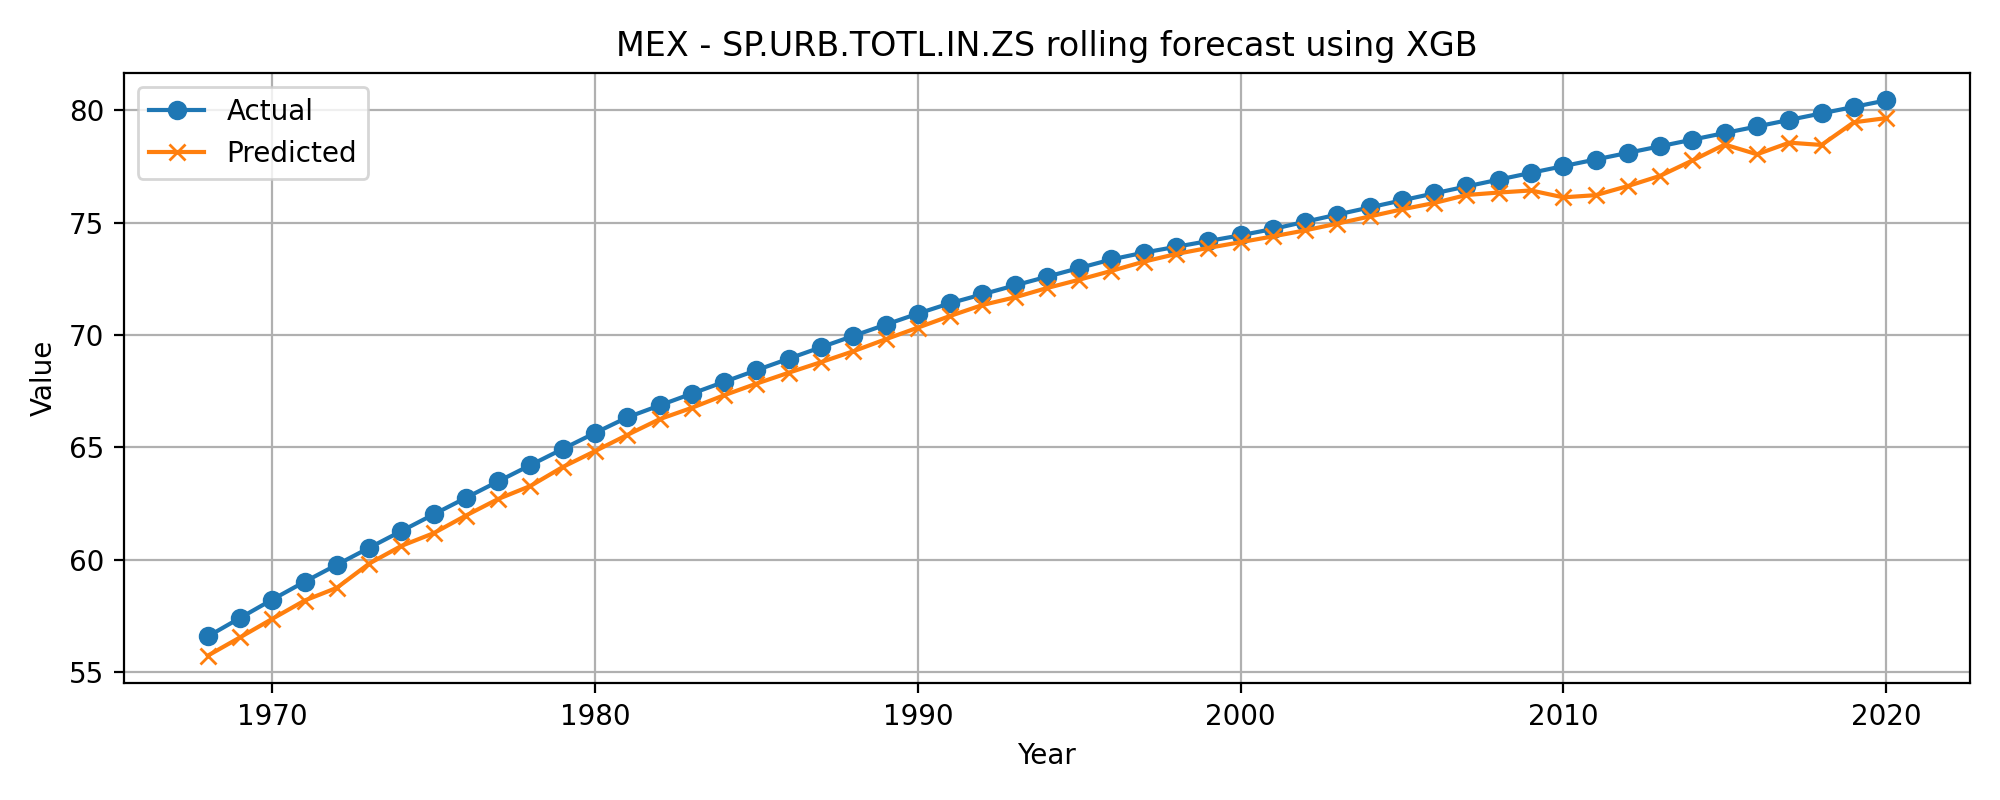 MEX - SP.URB.TOTL.IN.ZS rolling forecast using XGB
Actual
Predicted
80
75
70
65
60
55
Value
1970 1980 1990 2000 2010 2020
Year